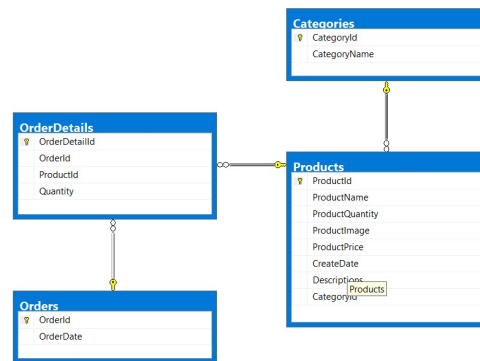 Categories
CategoryId
CategoryName
OrderDetails
OrderDetailId
OrderId
ProductId
Quantity
Products
ProductId
ProductName
ProductQuantity
ProductImage
ProductPrice
CreateDate
Descriptions
Products
CategoryId
Orders
OrderId
OrderDate